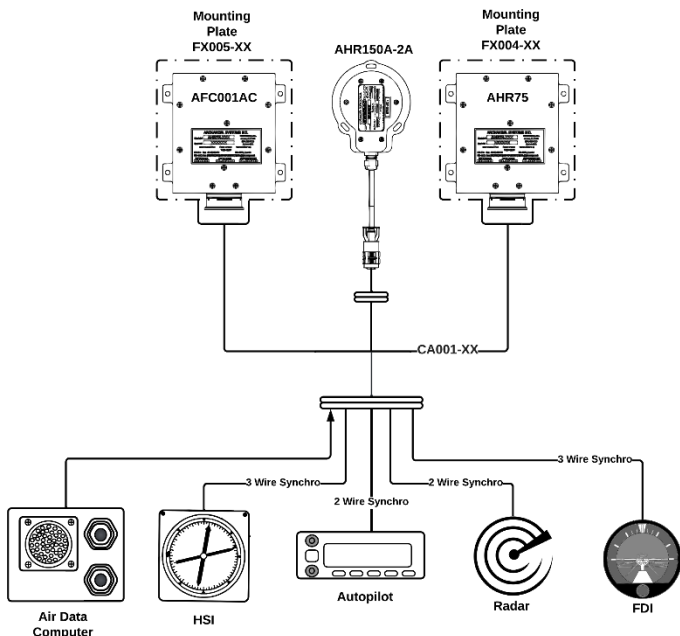 Mounting
Plate
FX005-XX
AHR150A-2A
Mounting
Plate
FX004-XX
AFC001AC
AHR75
CA001-XX
3 Wire Synchro
2 Wire Synchro
2 Wire Synchro
3 Wire Synchro
Air Data
Computer
HSI
Autopilot
Radar
FDI